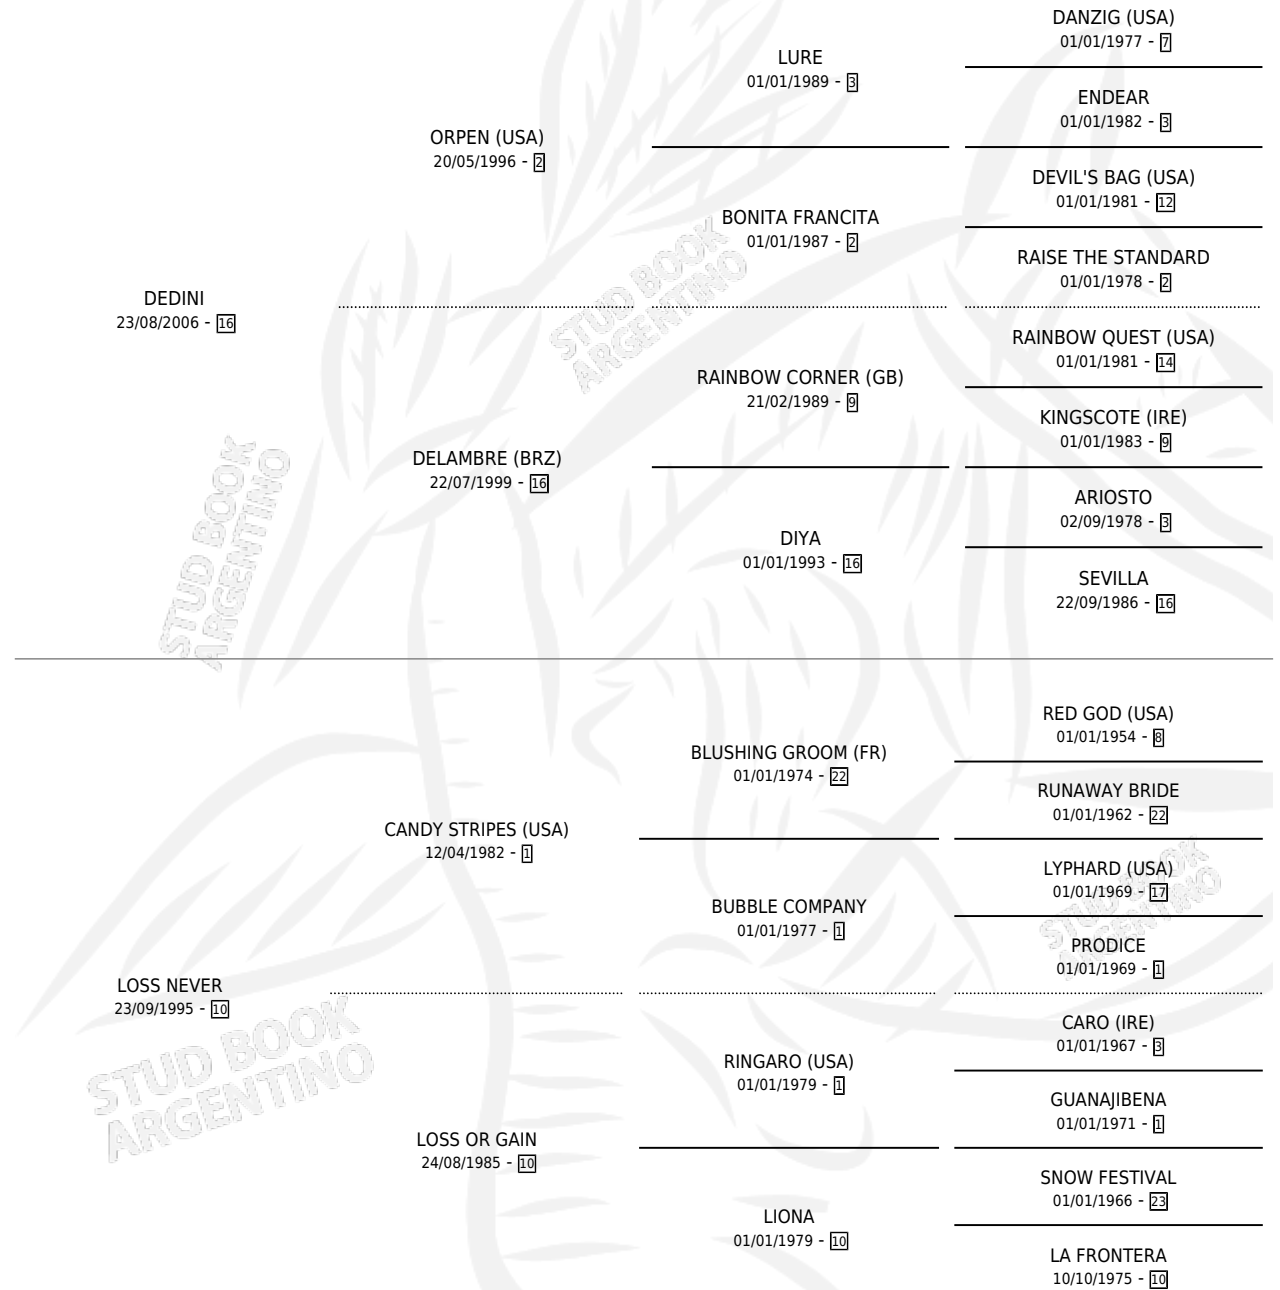 DANZIG (USA)
01/01/1977 - 7
LURE
01/01/1989 - 3
ENDEAR
01/01/1982 - 3
ORPEN (USA)
20/05/1996 - 2
DEVIL'S BAG (USA)
01/01/1981 - 12
BONITA FRANCITA
01/01/1987 - 2
RAISE THE STANDARD
01/01/1978 - 2
DEDINI
23/08/2006 - 16
STUD BOOK
ARGENTINO
RAINBOW QUEST (USA)
01/01/1981 - 14
RAINBOW CORNER (GB)
21/02/1989 - 9
KINGSCOTE (IRE)
01/01/1983 - 9
DELAMBRE (BRZ)
22/07/1999 - 16
ARIOSTO
02/09/1978 - 3
DIYA
01/01/1993 - 16
SEVILLA
22/09/1986 - 16
STUD BOOK
ARGENTINO
RED GOD (USA)
01/01/1954 - 8
BLUSHING GROOM (FR)
01/01/1974 - 22
RUNAWAY BRIDE
01/01/1962 - 22
CANDY STRIPES (USA)
12/04/1982 - 1
LYPHARD (USA)
01/01/1969 - 17
BUBBLE COMPANY
01/01/1977 - 1
STUD BOOK
ARGENTINO
PRODICE
01/01/1969 - 1
LOSS NEVER
23/09/1995 - 10
CARO (IRE)
01/01/1967 - 3
RINGARO (USA)
01/01/1979 - 1
STUD BOOK
ARGENTINO
GUANAJIBENA
01/01/1971 - 1
LOSS OR GAIN
24/08/1985 - 10
SNOW FESTIVAL
01/01/1966 - 23
LIONA
01/01/1979 - 10
LA FRONTERA
10/10/1975 - 10